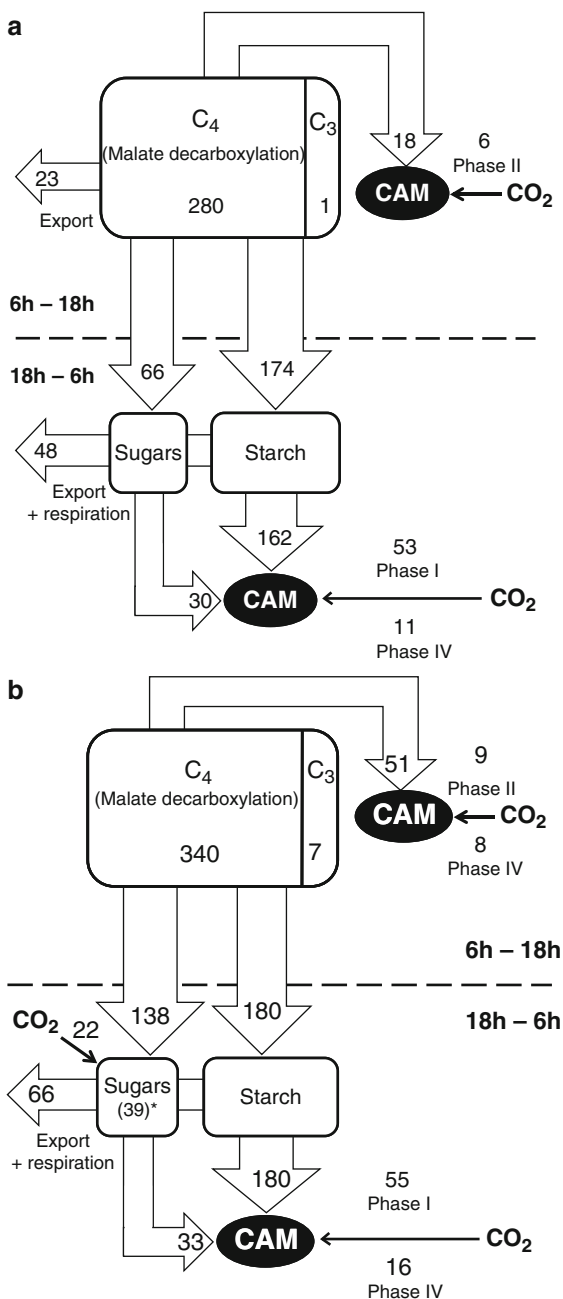 a
C4
C3
(Malate decarboxylation)
280
1
23
Export
18
6
Phase II
CAM
CO2
6h – 18h
18h – 6h
66
174
48
Sugars
Starch
Export
+ respiration
162
30
CAM
53
Phase I
CO2
11
Phase IV
b
C4
C3
(Malate decarboxylation)
340
7
51
9
Phase II
CAM
CO2
8
Phase IV
6h – 18h
18h – 6h
138
180
CO2
22
66
Sugars
(39)*
Starch
Export
+ respiration
180
33
CAM
55
Phase I
CO2
16
Phase IV